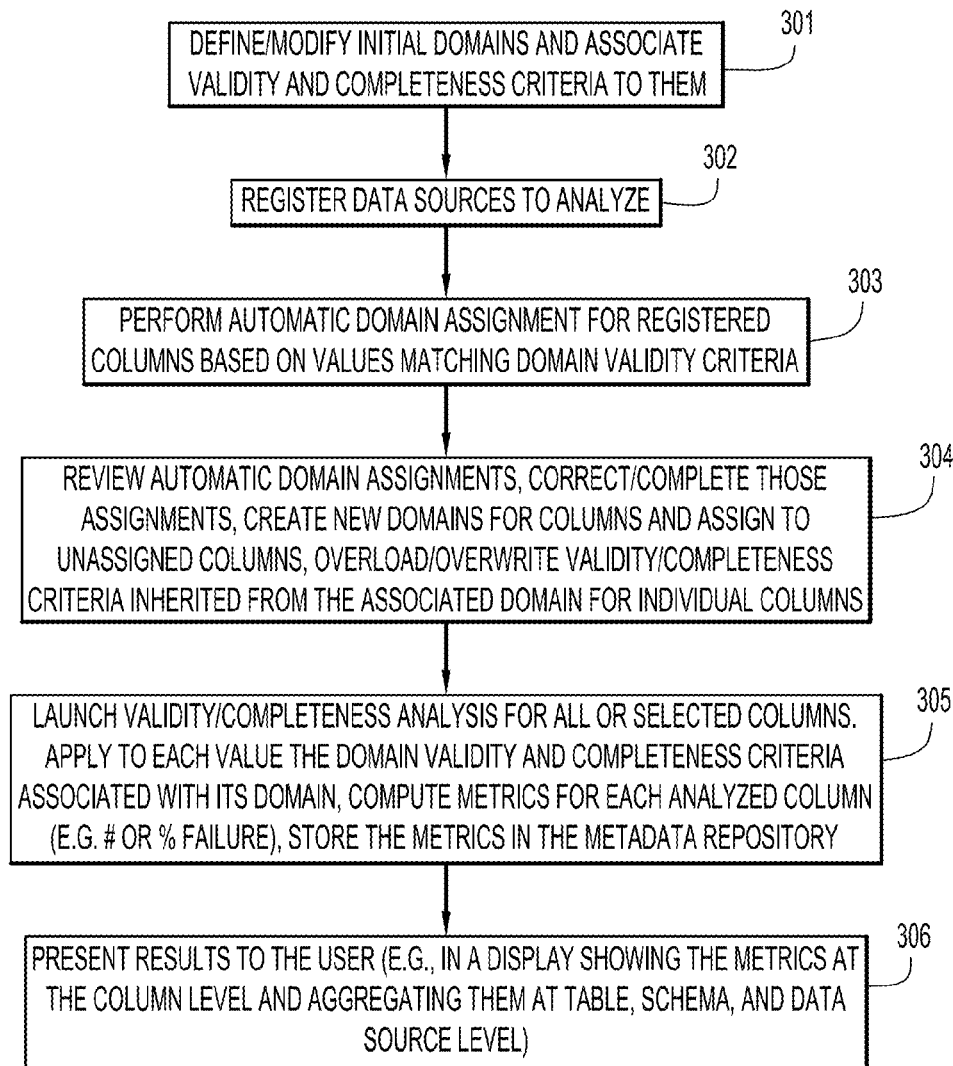 301
DEFINE/MODIFY INITIAL DOMAINS AND ASSOCIATE
VALIDITY AND COMPLETENESS CRITERIA TO THEM
302
REGISTER DATA SOURCES TO ANALYZE
303
PERFORM AUTOMATIC DOMAIN ASSIGNMENT FOR REGISTERED
COLUMNS BASED ON VALUES MATCHING DOMAIN VALIDITY CRITERIA
304
REVIEW AUTOMATIC DOMAIN ASSIGNMENTS, CORRECT/COMPLETE THOSE
ASSIGNMENTS, CREATE NEW DOMAINS FOR COLUMNS AND ASSIGN TO
UNASSIGNED COLUMNS, OVERLOAD/OVERWRITE VALIDITY/COMPLETENESS
CRITERIA INHERITED FROM THE ASSOCIATED DOMAIN FOR INDIVIDUAL COLUMNS
305
LAUNCH VALIDITY/COMPLETENESS ANALYSIS FOR ALL OR SELECTED COLUMNS.
APPLY TO EACH VALUE THE DOMAIN VALIDITY AND COMPLETENESS CRITERIA
ASSOCIATED WITH ITS DOMAIN, COMPUTE METRICS FOR EACH ANALYZED COLUMN
(E.G. # OR % FAILURE), STORE THE METRICS IN THE METADATA REPOSITORY
306
PRESENT RESULTS TO THE USER (E.G., IN A DISPLAY SHOWING THE METRICS AT
THE COLUMN LEVEL AND AGGREGATING THEM AT TABLE, SCHEMA, AND DATA
SOURCE LEVEL)